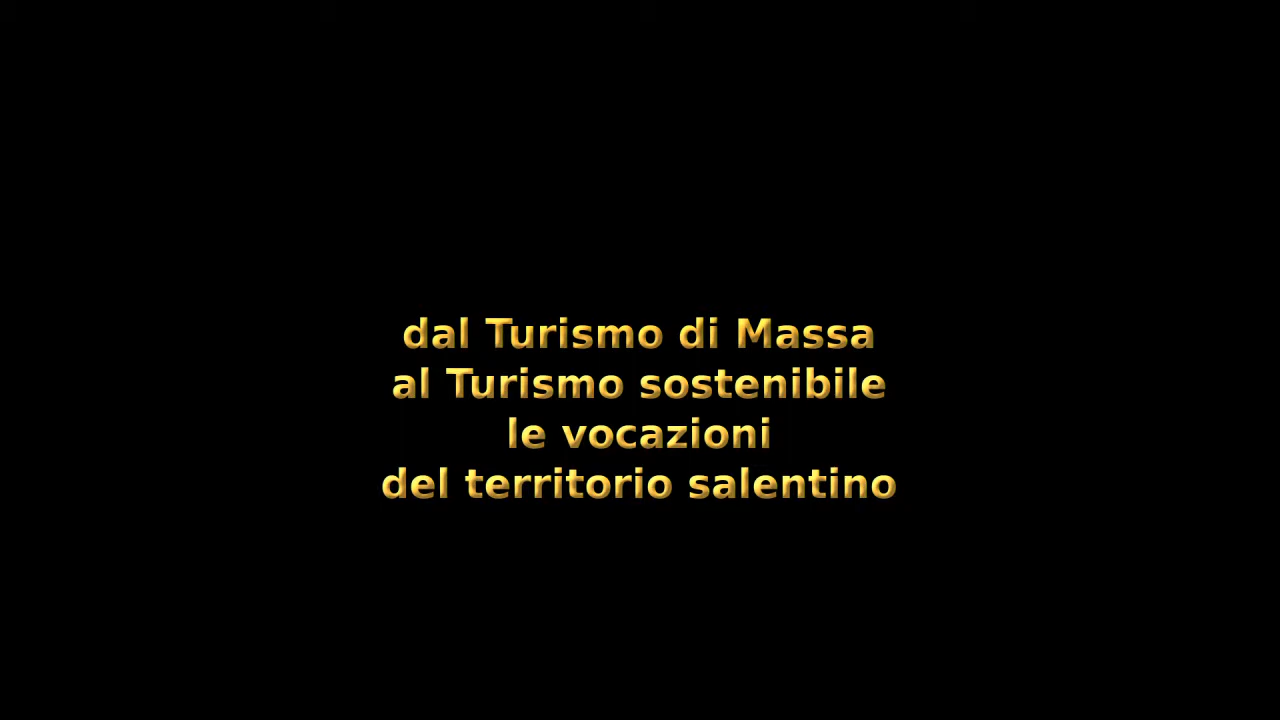 dal Turismo di Massa
al Turismo sostenibile
le vocazioni
del territorio salentino